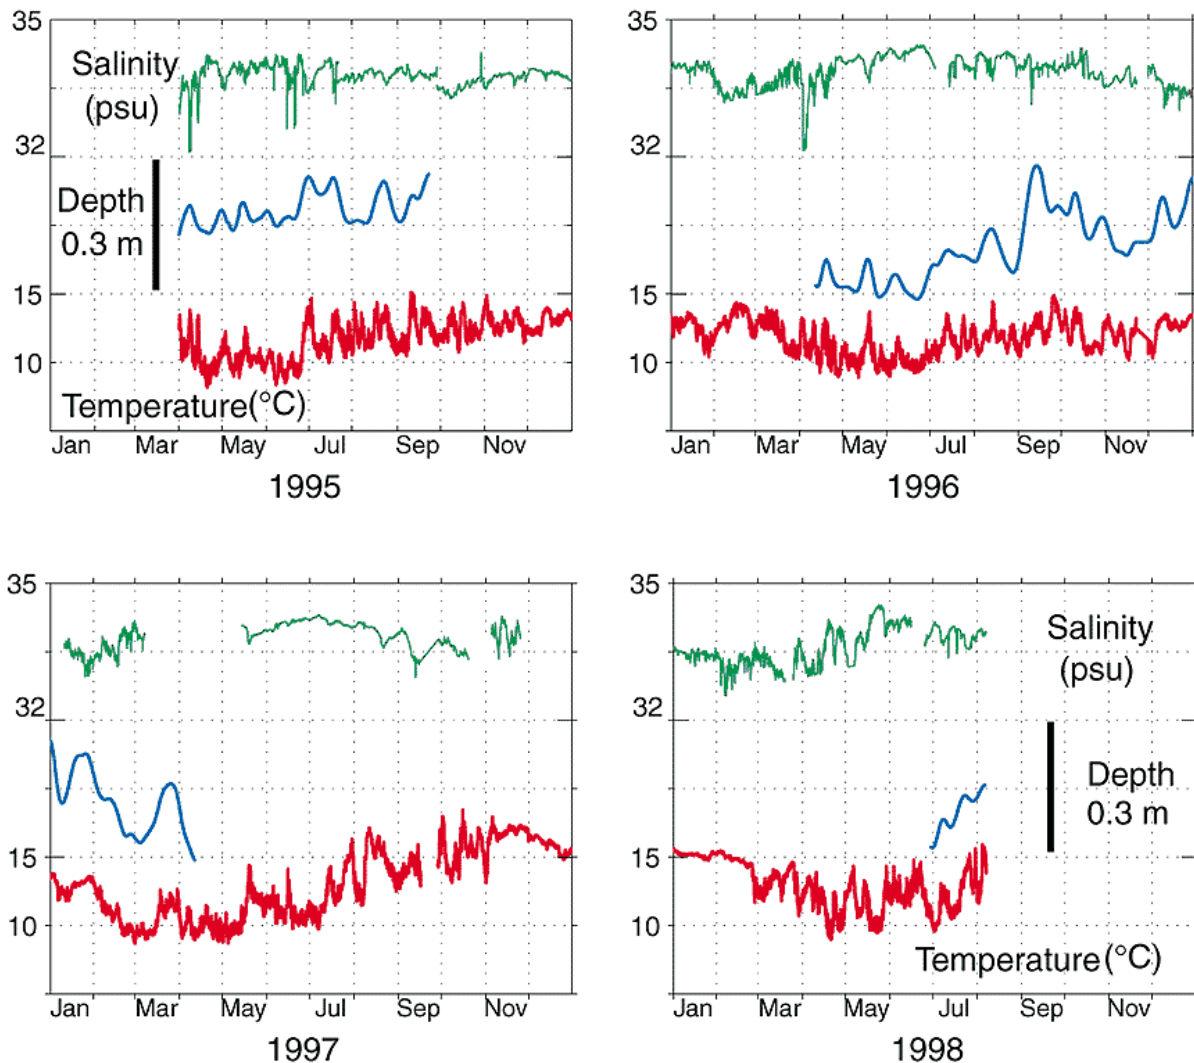 35
Salinity
(psu)
32
Depth
0.3 m
15
10
Temperature(°C)
Jan Mar May Jul Sep Nov
1995
35
32
15
10
Jan Mar May Jul Sep Nov
1996
35
32
15
10
Jan Mar May Jul Sep Nov
1997
35
Salinity
(psu)
32
Depth
0.3 m
15
10
Temperature(°C)
Jan Mar May Jul Sep Nov
1998